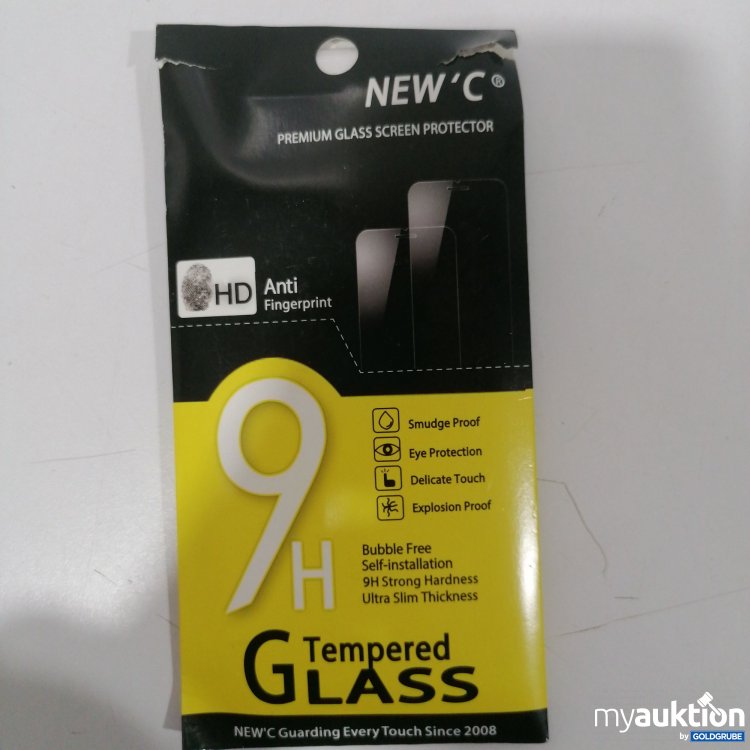 NEW'C®
PREMIUM GLASS SCREEN PROTECTOR
HD
Anti
Fingerprint
9H
Smudge Proof
Eye Protection
Delicate Touch
Explosion Proof
Bubble Free
Self-installation
9H Strong Hardness
Ultra Slim Thickness
Tempered
GLASS
NEW'C Guarding Every Touch Since 2008
myauktion
by GOLDGRUBE